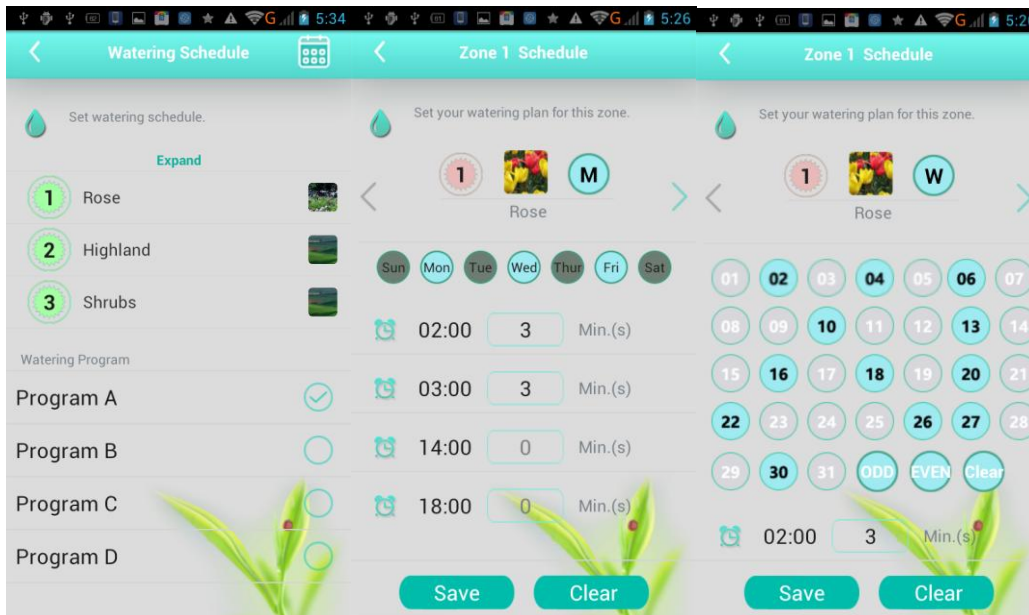 G 5:34
Watering Schedule
Set watering schedule.
Expand
1 Rose
2 Highland
3 Shrubs
Watering Program
Program A
Program B
Program C
Program D
G 5:26
Zone 1 Schedule
Set your watering plan for this zone.
1 M
Rose
Sun Mon Tue Wed Thur Fri Sat
02:00 3 Min.(s)
03:00 3 Min.(s)
14:00 0 Min.(s)
18:00 0 Min.(s)
Save Clear
G 5:2
Zone 1 Schedule
Set your watering plan for this zone.
1 W
Rose
01 02 03 04 05 06 07
08 09 10 11 12 13 14
15 16 17 18 19 20 21
22 23 24 25 26 27 28
29 30 31 ODD EVEN Clear
02:00 3 Min.(s)
Save Clear